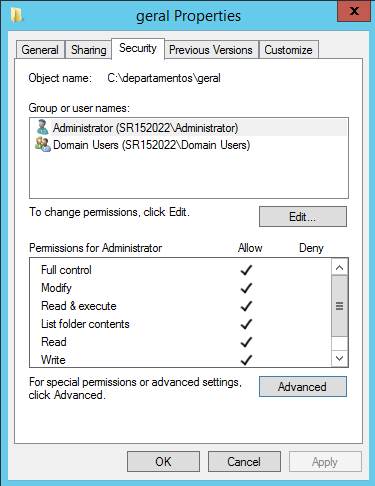 geral Properties
x
General Sharing Security Previous Versions Customize
Object name: C:\departamentos\geral
Group or user names:
Administrator (SR152022\Administrator)
Domain Users (SR152022\Domain Users)
To change permissions, click Edit.
Edit...
Permissions for Administrator Allow Deny
Full control
Modify
Read & execute
List folder contents
Read
Write
For special permissions or advanced settings,
click Advanced.
Advanced
OK Cancel Apply